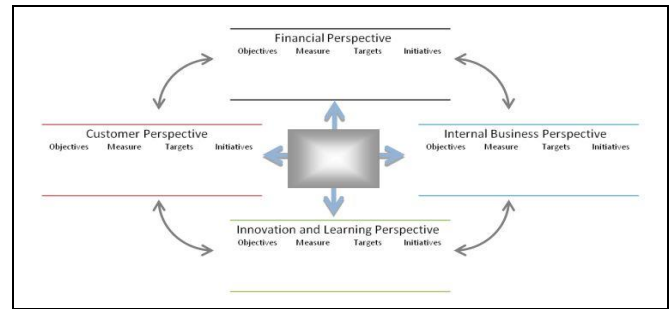 Financial Perspective
Objectives Measure Targets Initiatives
Customer Perspective
Objectives Measure Targets Initiatives
Internal Business Perspective
Objectives Measure Targets Initiatives
Innovation and Learning Perspective
Objectives Measure Targets Initiatives